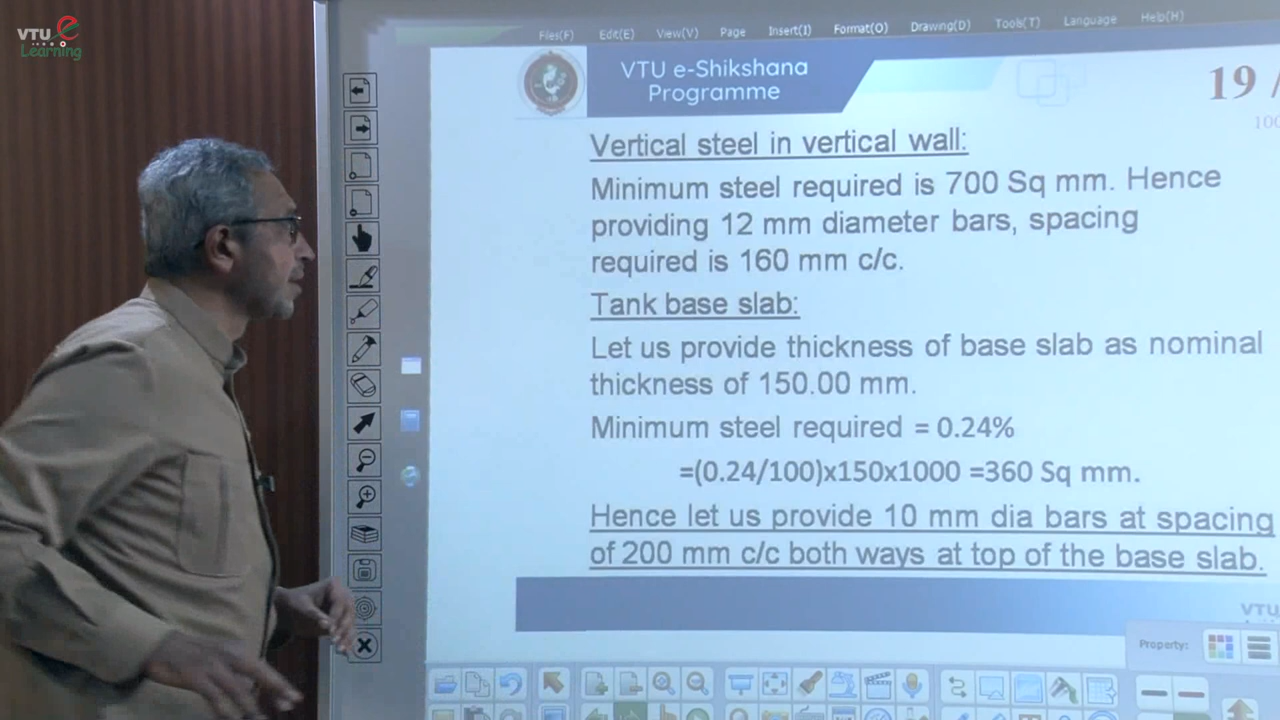 VTU e
Learning
Files(F) Edit(E) View(V) Page Insert(I) Format(O) Drawing(D) Tools(T) Language Help(H)
VTU e-Shikshana
Programme
19 /
100
Vertical steel in vertical wall:
Minimum steel required is 700 Sq mm. Hence
providing 12 mm diameter bars, spacing
required is 160 mm c/c.
Tank base slab:
Let us provide thickness of base slab as nominal
thickness of 150.00 mm.
Minimum steel required = 0.24%
=(0.24/100)x150x1000 =360 Sq mm.
Hence let us provide 10 mm dia bars at spacing
of 200 mm c/c both ways at top of the base slab.
VTU
Property: